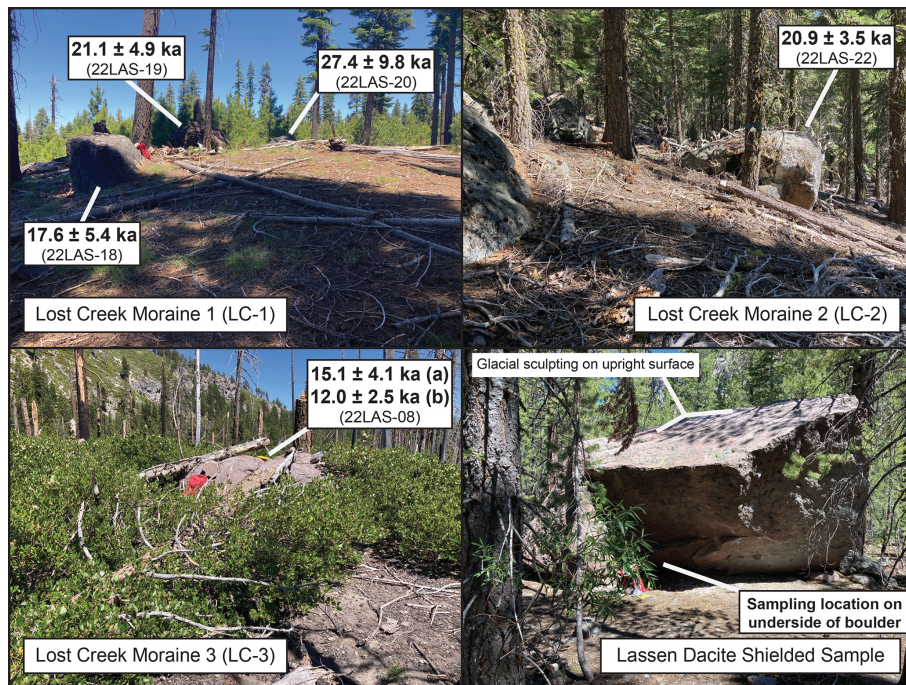 21.1 ± 4.9 ka
(22LAS-19)
27.4 ± 9.8 ka
(22LAS-20)
17.6 ± 5.4 ka
(22LAS-18)
Lost Creek Moraine 1 (LC-1)
20.9 ± 3.5 ka
(22LAS-22)
Lost Creek Moraine 2 (LC-2)
15.1 ± 4.1 ka (a)
12.0 ± 2.5 ka (b)
(22LAS-08)
Lost Creek Moraine 3 (LC-3)
Glacial sculpting on upright surface
Sampling location on
underside of boulder
Lassen Dacite Shielded Sample